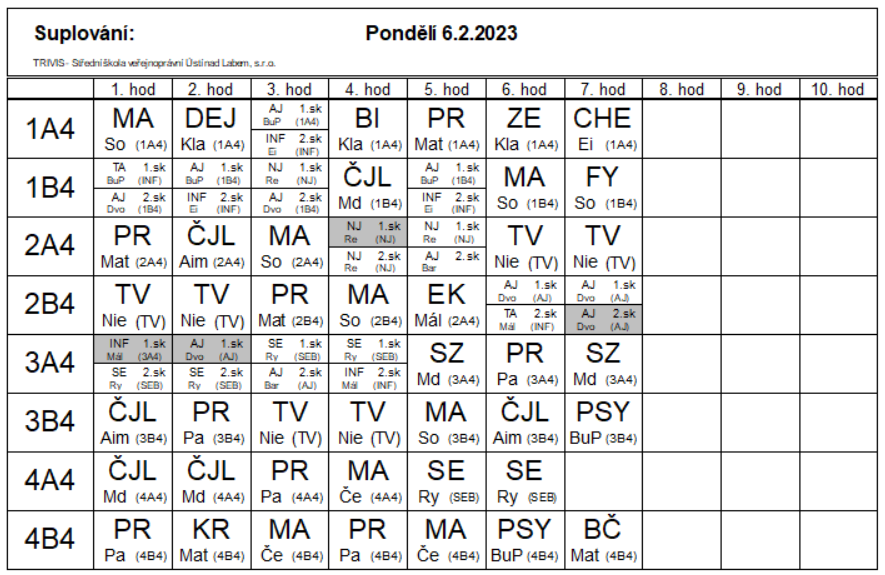 Suplování: Pondělí 6.2.2023
TRIVIS - Střední škola veřejnoprávní Ústí nad Labem, s.r.o.
1. hod 2. hod 3. hod 4. hod 5. hod 6. hod 7. hod 8. hod 9. hod 10. hod
1A4 MA DEJ AJ 1.sk BI PR ZE CHE
BuP (1A4)
INF 2.sk
So (1A4) Kla (1A4) Ei (INF) Kla (1A4) Mat (1A4) Kla (1A4) Ei (1A4)
1B4 TA 1.sk AJ 1.sk NJ 1.sk ČJL AJ 1.sk MA FY
BuP (INF) BuP (1B4) Re (NJ) BuP (1B4)
AJ 2.sk INF 2.sk AJ 2.sk Md (1B4) INF 2.sk So (1B4) So (1B4)
Dvo (1B4) Ei (INF) Dvo (1B4) Ei (INF)
2A4 PR ČJL MA NJ 1.sk NJ 1.sk TV TV
Re (NJ) Re (NJ)
Mat (2A4) Aim (2A4) So (2A4) NJ 2.sk AJ 2.sk Nie (TV) Nie (TV)
Re (NJ) Bar
2B4 TV TV PR MA EK AJ 1.sk AJ 1.sk
Dvo (AJ) Dvo (AJ)
Nie (TV) Nie (TV) Mat (2B4) So (2B4) Mál (2A4) TA 2.sk AJ 2.sk
Mál (INF) Dvo (AJ)
3A4 INF 1.sk AJ 1.sk SE 1.sk SE 1.sk SZ PR SZ
Mál (3A4) Dvo (AJ) Ry (SEB) Ry (SEB)
SE 2.sk SE 2.sk AJ 2.sk INF 2.sk Md (3A4) Pa (3A4) Md (3A4)
Ry (SEB) Ry (SEB) Bar (AJ) Mál (INF)
3B4 ČJL PR TV TV MA ČJL PSY
Aim (3B4) Pa (3B4) Nie (TV) Nie (TV) So (3B4) Aim (3B4) BuP (3B4)
4A4 ČJL ČJL PR MA SE SE
Md (4A4) Md (4A4) Pa (4A4) Če (4A4) Ry (SEB) Ry (SEB)
4B4 PR KR MA PR MA PSY BČ
Pa (4B4) Mat (4B4) Če (4B4) Pa (4B4) Če (4B4) BuP (4B4) Mat (4B4)